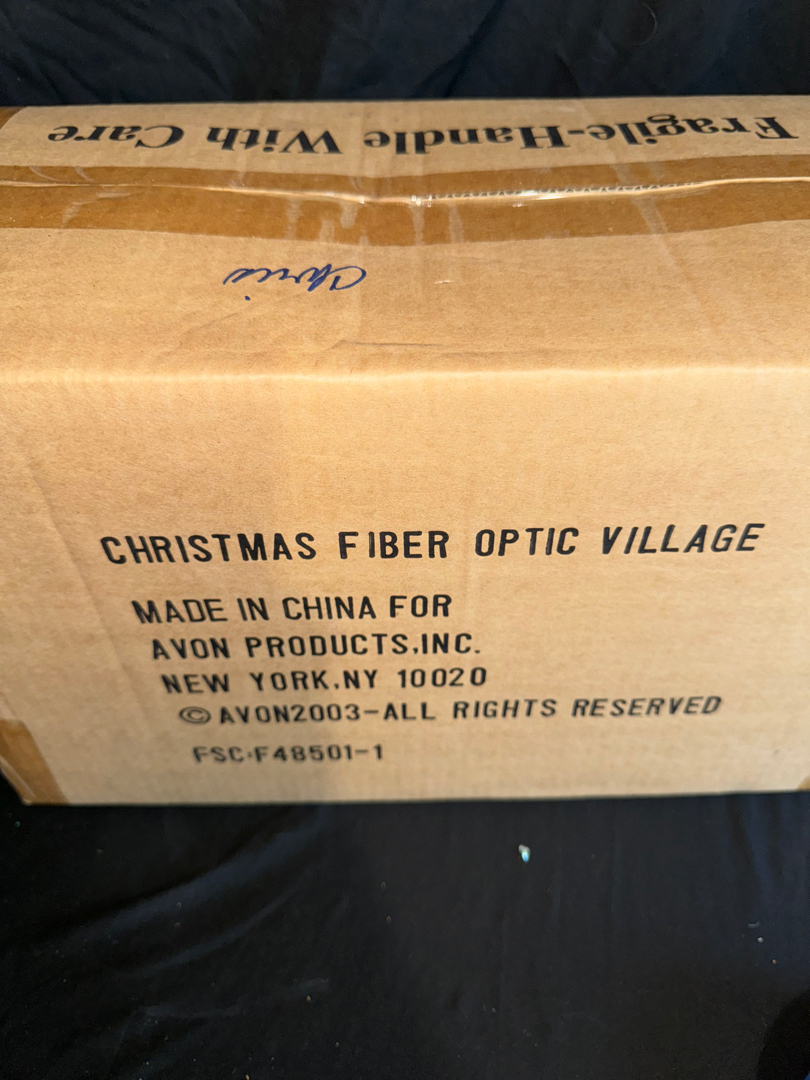 Fragile-Handle With Care
Chris
CHRISTMAS FIBER OPTIC VILLAGE
MADE IN CHINA FOR
AVON PRODUCTS,INC.
NEW YORK,NY 10020
©AVON2003-ALL RIGHTS RESERVED
FSC:F48501-1